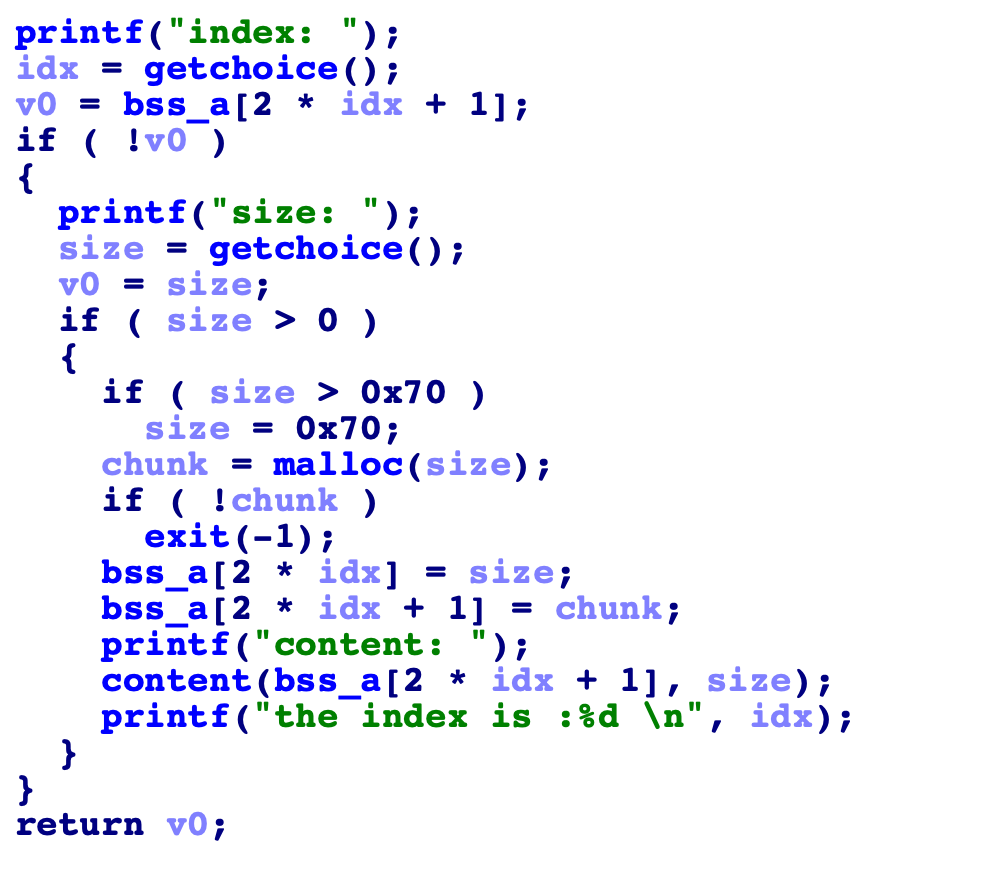 printf("index: ");
idx = getchoice();
v0 = bss_a[2 * idx + 1];
if ( !v0 )
{
  printf("size: ");
  size = getchoice();
  v0 = size;
  if ( size > 0 )
  {
    if ( size > 0x70 )
      size = 0x70;
    chunk = malloc(size);
    if ( !chunk )
      exit(-1);
    bss_a[2 * idx] = size;
    bss_a[2 * idx + 1] = chunk;
    printf("content: ");
    content(bss_a[2 * idx + 1], size);
    printf("the index is :%d \n", idx);
  }
}
return v0;